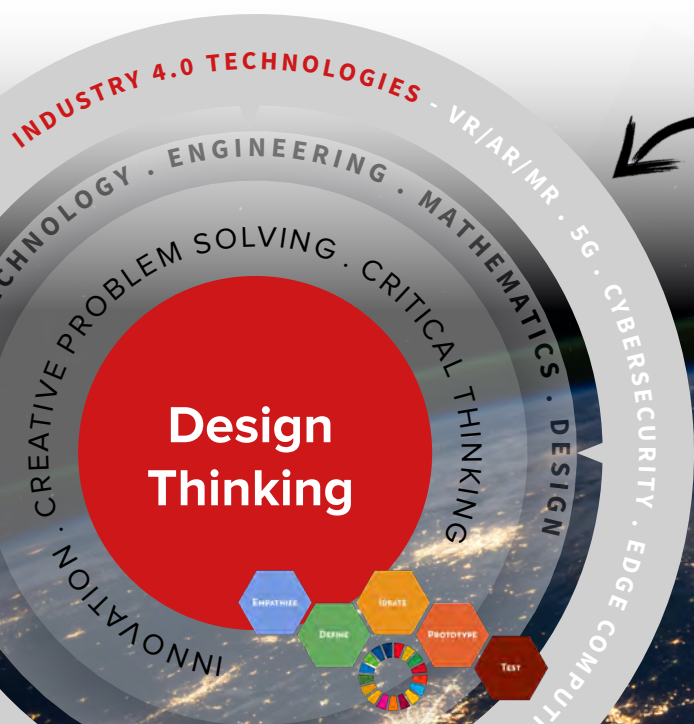 INDUSTRY 4.0 TECHNOLOGIES - VR/AR/MR . 5G . CYBERSECURITY . EDGE COMPUTI
CHNOLOGY . ENGINEERING . MATHEMATICS . DESIGN
INNOVATION . CREATIVE PROBLEM SOLVING . CRITICAL THINKING
Design
Thinking
EMPATHIZE
DEFINE
IDEATE
PROTOTYPE
TEST